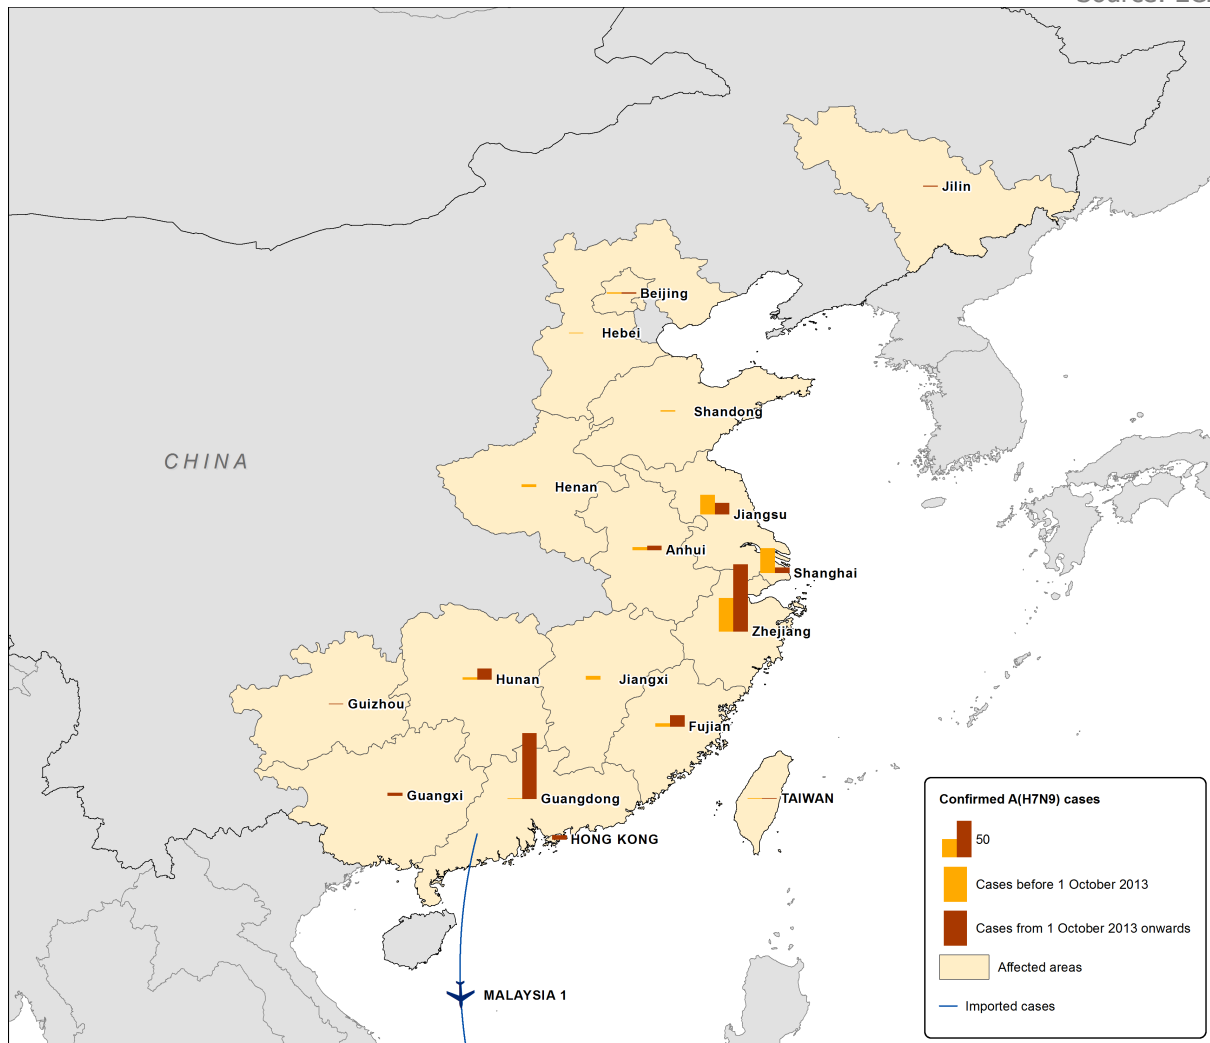 Jilin
Beijing
Hebei
Shandong
CHINA
Henan
Jiangsu
Anhui
Shanghai
Zhejiang
Hunan
Jiangxi
Guizhou
Fujian
Guangxi
Guangdong
TAIWAN
HONG KONG
MALAYSIA 1
Confirmed A(H7N9) cases
50
Cases before 1 October 2013
Cases from 1 October 2013 onwards
Affected areas
Imported cases